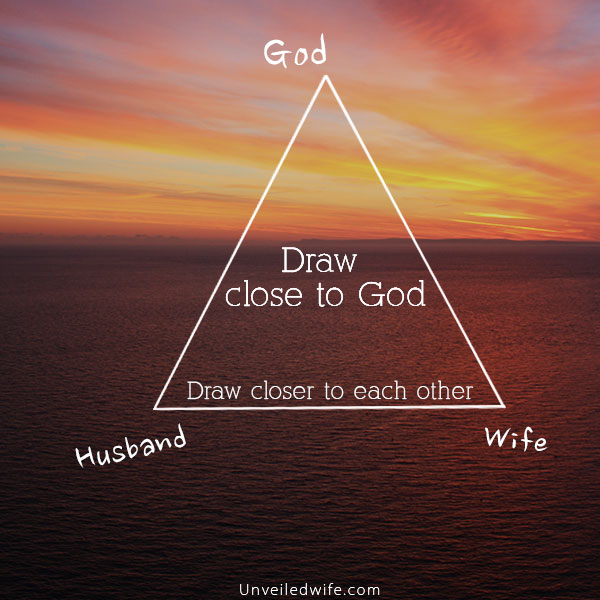 God
Draw
close to God
Draw closer to each other
Husband
Wife
Unveiledwife.com